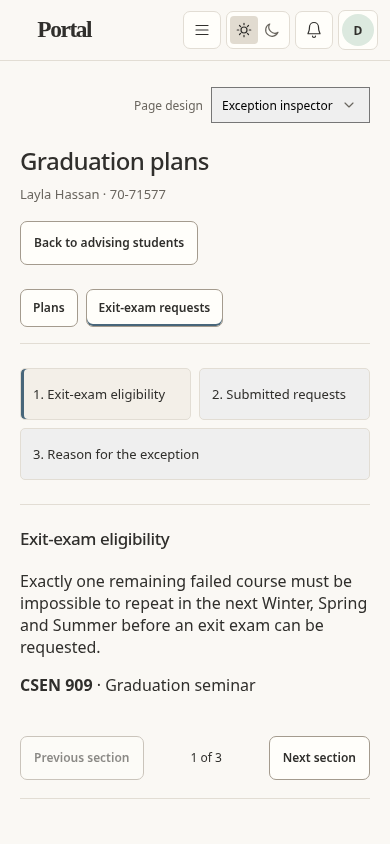 Portal
D
Page design
Exception inspector
Graduation plans
Layla Hassan · 70-71577
Back to advising students
Plans
Exit-exam requests
1. Exit-exam eligibility
2. Submitted requests
3. Reason for the exception
Exit-exam eligibility
Exactly one remaining failed course must be
impossible to repeat in the next Winter, Spring
and Summer before an exit exam can be
requested.
CSEN 909 · Graduation seminar
Previous section
1 of 3
Next section